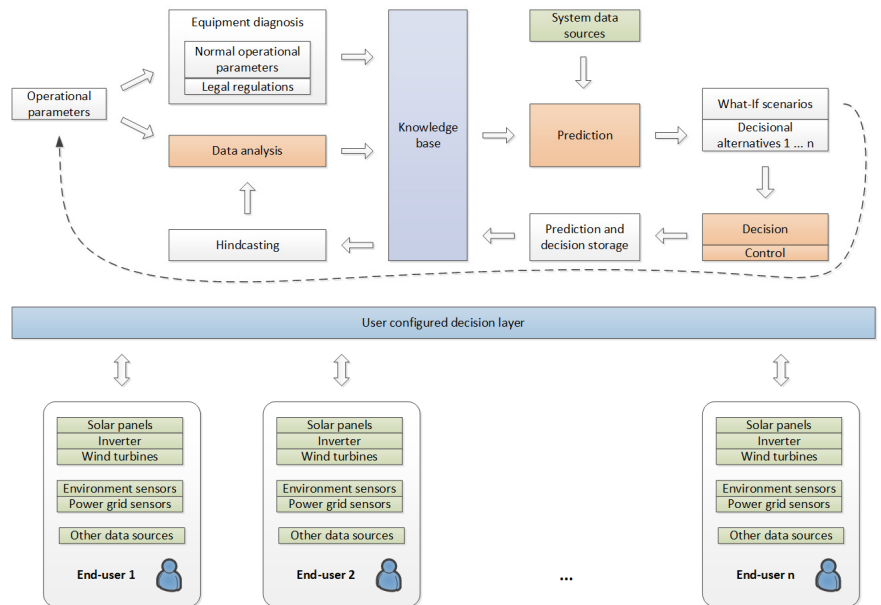 Equipment diagnosis
Normal operational
parameters
Legal regulations
Operational
parameters
Data analysis
Hindcasting
Knowledge
base
System data
sources
Prediction
Prediction and
decision storage
What-If scenarios
Decisional
alternatives 1 ... n
Decision
Control
User configured decision layer
Solar panels
Inverter
Wind turbines
Environment sensors
Power grid sensors
Other data sources
End-user 1
Solar panels
Inverter
Wind turbines
Environment sensors
Power grid sensors
Other data sources
End-user 2
...
Solar panels
Inverter
Wind turbines
Environment sensors
Power grid sensors
Other data sources
End-user n